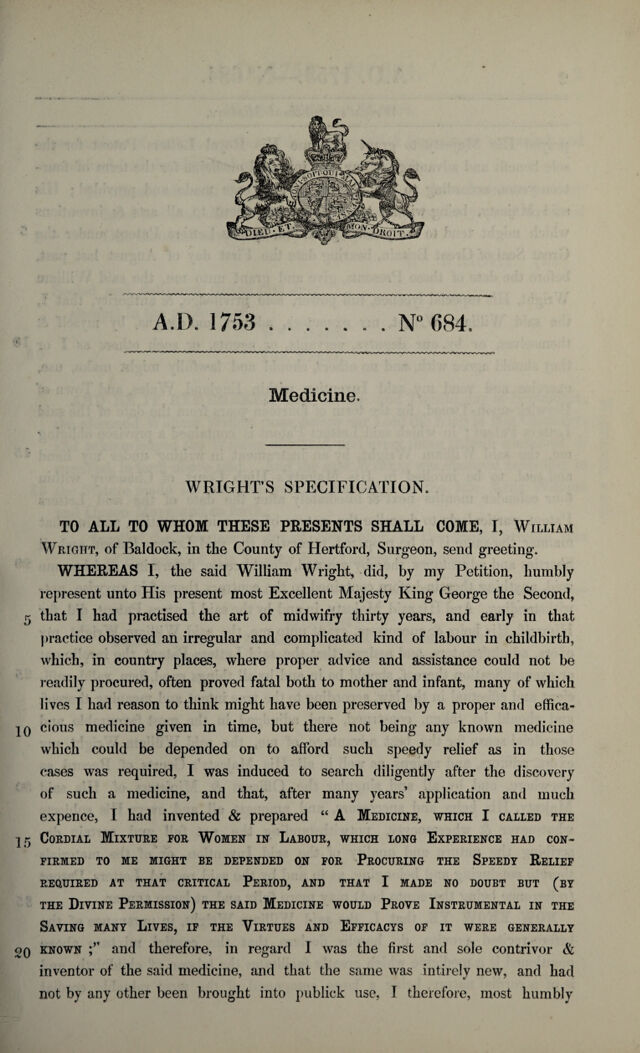 HONI SOIT QUI MAL
DIEU · ET · MON · DROIT
A.D. 1753 . . . . . . . N° 684.
Medicine.
WRIGHT'S SPECIFICATION.
TO ALL TO WHOM THESE PRESENTS SHALL COME, I, WILLIAM
WRIGHT, of Baldock, in the County of Hertford, Surgeon, send greeting.
WHEREAS I, the said William Wright, did, by my Petition, humbly
represent unto His present most Excellent Majesty King George the Second,
5 that I had practised the art of midwifry thirty years, and early in that
practice observed an irregular and complicated kind of labour in childbirth,
which, in country places, where proper advice and assistance could not be
readily procured, often proved fatal both to mother and infant, many of which
lives I had reason to think might have been preserved by a proper and effica-
10 cious medicine given in time, but there not being any known medicine
which could be depended on to afford such speedy relief as in those
cases was required, I was induced to search diligently after the discovery
of such a medicine, and that, after many years' application and much
expence, I had invented & prepared “ A MEDICINE, WHICH I CALLED THE
15 CORDIAL MIXTURE FOR WOMEN IN LABOUR, WHICH LONG EXPERIENCE HAD CON-
FIRMED TO ME MIGHT BE DEPENDED ON FOR PROCURING THE SPEEDY RELIEF
REQUIRED AT THAT CRITICAL PERIOD, AND THAT I MADE NO DOUBT BUT (BY
THE DIVINE PERMISSION) THE SAID MEDICINE WOULD PROVE INSTRUMENTAL IN THE
SAVING MANY LIVES, IF THE VIRTUES AND EFFICACYS OF IT WERE GENERALLY
20 KNOWN ;” and therefore, in regard I was the first and sole contrivor &
inventor of the said medicine, and that the same was intirely new, and had
not by any other been brought into publick use, I therefore, most humbly